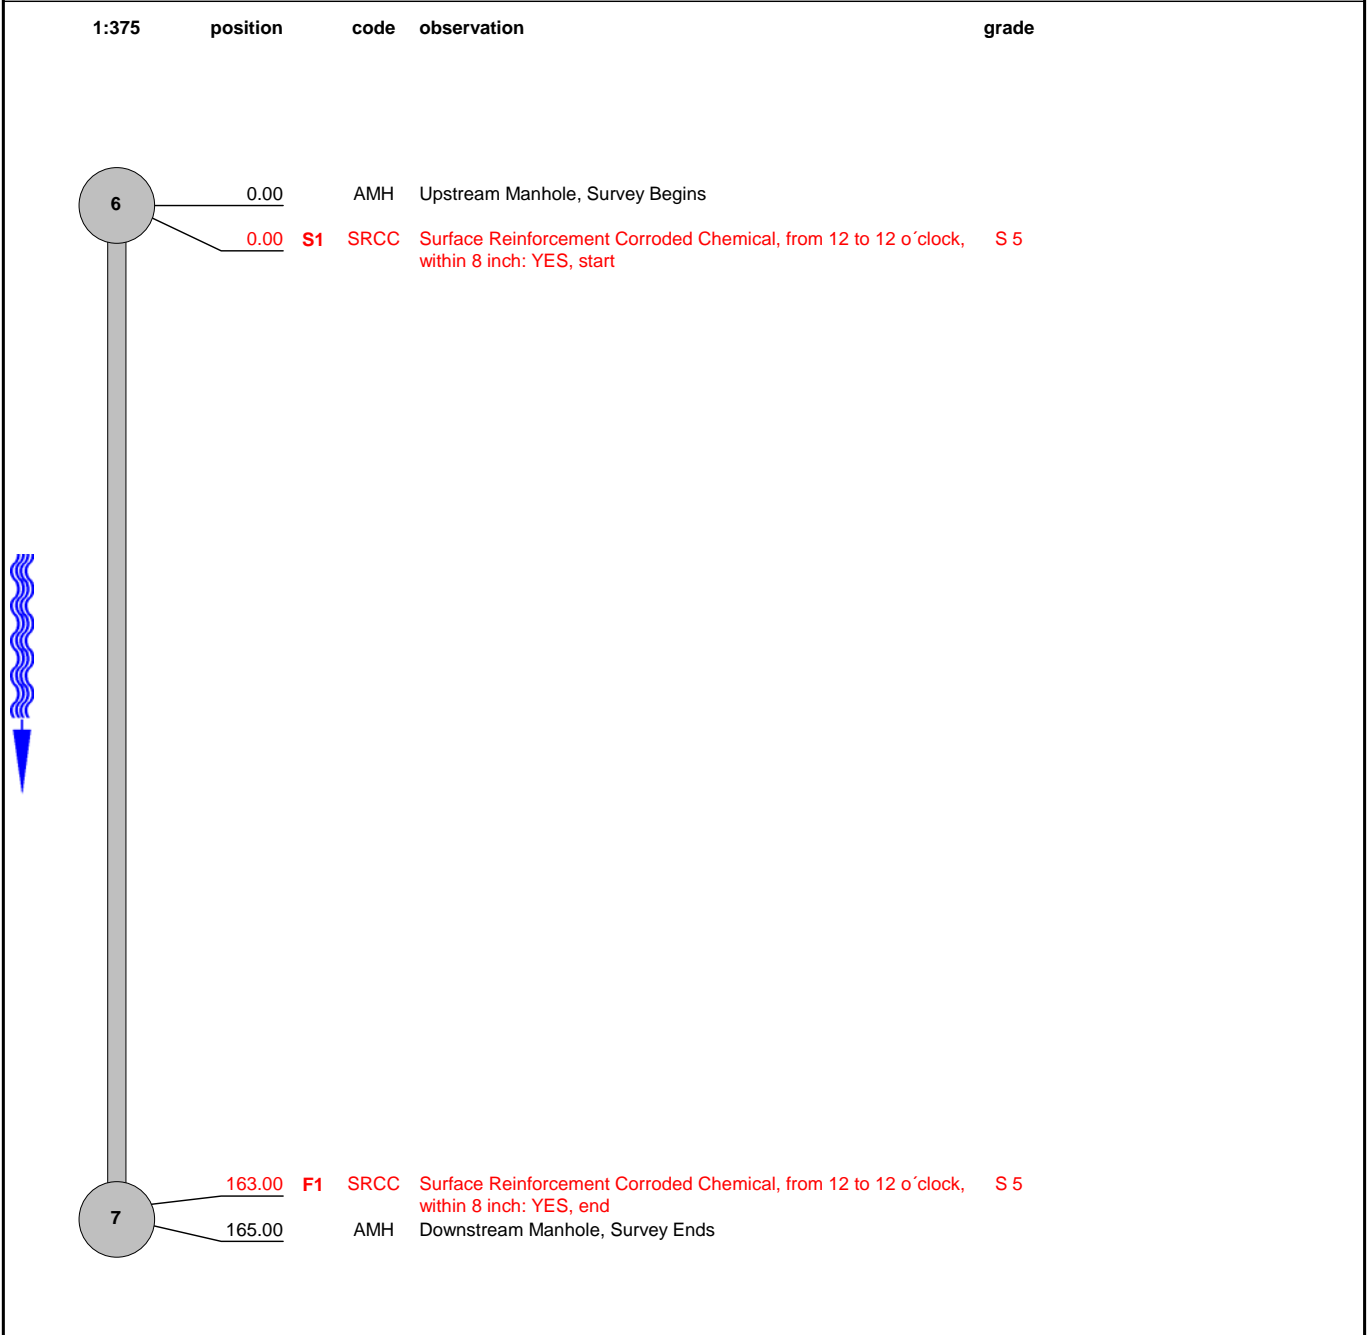 1:375 position code observation grade
6
0.00 AMH Upstream Manhole, Survey Begins
0.00 S1 SRCC Surface Reinforcement Corroded Chemical, from 12 to 12 o´clock, S 5
within 8 inch: YES, start
163.00 F1 SRCC Surface Reinforcement Corroded Chemical, from 12 to 12 o´clock, S 5
within 8 inch: YES, end
7
165.00 AMH Downstream Manhole, Survey Ends